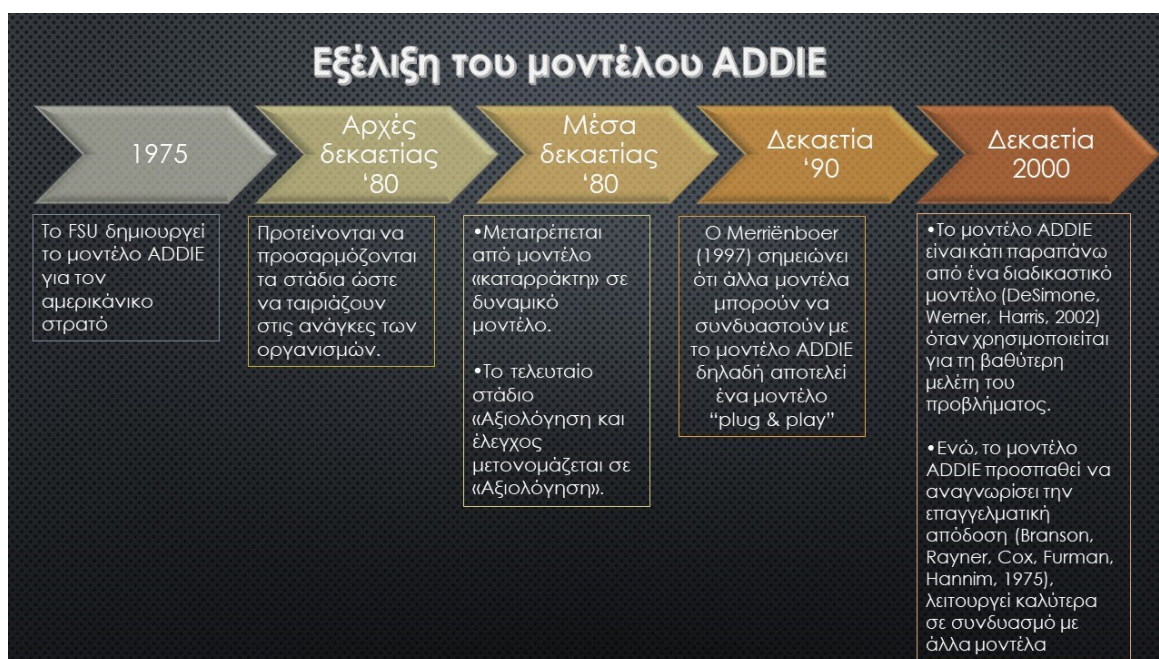 Εξέλιξη του μοντέλου ADDIE
1975
Αρχές
δεκαετίας
‘80
Μέσα
δεκαετίας
‘80
Δεκαετία
‘90
Δεκαετία
2000
Το FSU δημιουργεί
το μοντέλο ADDIE
για τον
αμερικάνικο
στρατό
Προτείνονται να
προσαρμόζονται
τα στάδια ώστε
να ταιριάζουν
στις ανάγκες των
οργανισμών.
•Μετατρέπεται
από μοντέλο
«καταρράκτη» σε
δυναμικό
μοντέλο.
•Το τελευταίο
στάδιο
«Αξιολόγηση και
έλεγχος
μετονομάζεται σε
«Αξιολόγηση».
Ο Merriënboer
(1997) σημειώνει
ότι άλλα μοντέλα
μπορούν να
συνδυαστούν με
το μοντέλο ADDIE
δηλαδή αποτελεί
ένα μοντέλο
“plug & play”
•Το μοντέλο ADDIE
είναι κάτι παραπάνω
από ένα διαδικαστικό
μοντέλο (DeSimone,
Werner, Harris, 2002)
όταν χρησιμοποιείται
για τη βαθύτερη
μελέτη του
προβλήματος.
•Ενώ, το μοντέλο
ADDIE προσπαθεί να
αναγνωρίσει την
επαγγελματική
απόδοση (Branson,
Rayner, Cox, Furman,
Hannim, 1975),
λειτουργεί καλύτερα
σε συνδυασμό με
άλλα μοντέλα